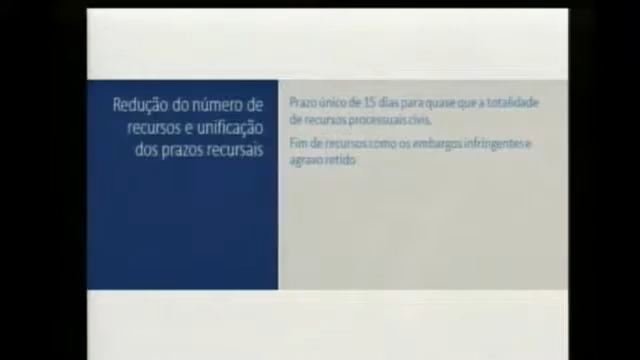 Redução do número de
recursos e unificação
dos prazos recursais
Prazo único de 15 dias para quase que a totalidade
de recursos processuais civis.
Fim de recursos como os embargos infringentes e
agravo retido